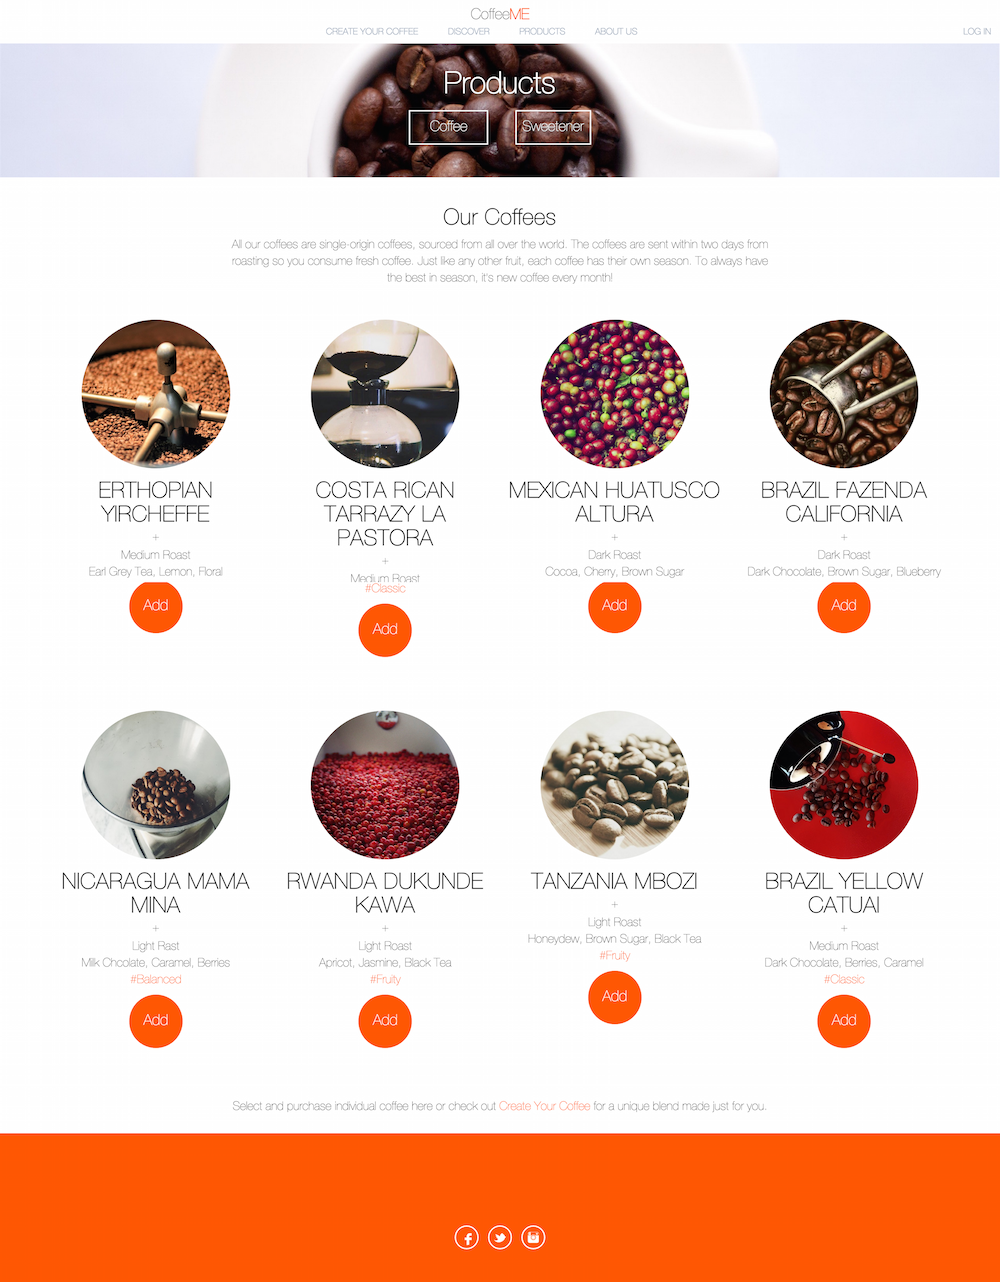 CoffeeME
CREATE YOUR COFFEE DISCOVER PRODUCTS ABOUT US LOG IN
Products
Coffee Sweetener
Our Coffees
All our coffees are single-origin coffees, sourced from all over the world. The coffees are sent within two days from
roasting so you consume fresh coffee. Just like any other fruit, each coffee has their own season. To always have
the best in season, it's new coffee every month!
ERTHOPIAN
YIRCHEFFE
+
Medium Roast
Earl Grey Tea, Lemon, Floral
Add
COSTA RICAN
TARRAZY LA
PASTORA
+
Medium Roast
#Classic
Add
MEXICAN HUATUSCO
ALTURA
+
Dark Roast
Cocoa, Cherry, Brown Sugar
Add
BRAZIL FAZENDA
CALIFORNIA
+
Dark Roast
Dark Chocolate, Brown Sugar, Blueberry
Add
NICARAGUA MAMA
MINA
+
Light Rast
Milk Chcolate, Caramel, Berries
#Balanced
Add
RWANDA DUKUNDE
KAWA
+
Light Roast
Apricot, Jasmine, Black Tea
#Fruity
Add
TANZANIA MBOZI
+
Light Roast
Honeydew, Brown Sugar, Black Tea
#Fruity
Add
BRAZIL YELLOW
CATUAI
+
Medium Roast
Dark Chocolate, Berries, Caramel
#Classic
Add
Select and purchase individual coffee here or check out Create Your Coffee for a unique blend made just for you.